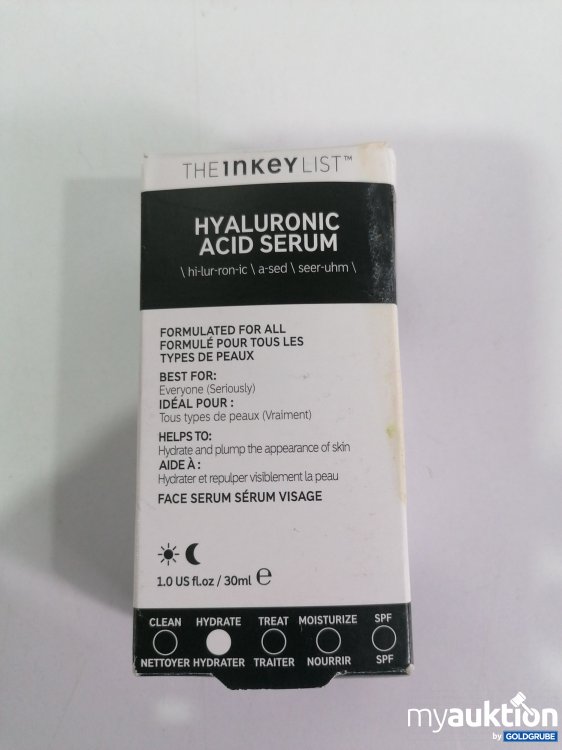 THE INKEY LIST™
HYALURONIC
ACID SERUM
\ hi-lur-ron-ic \ a-sed \ seer-uhm \
FORMULATED FOR ALL
FORMULÉ POUR TOUS LES
TYPES DE PEAUX
BEST FOR:
Everyone (Seriously)
IDÉAL POUR :
Tous types de peaux (Vraiment)
HELPS TO:
Hydrate and plump the appearance of skin
AIDE À :
Hydrater et repulper visiblement la peau
FACE SERUM SÉRUM VISAGE
1.0 US fl.oz / 30ml ℮
CLEAN HYDRATE TREAT MOISTURIZE SPF
NETTOYER HYDRATER TRAITER NOURRIR SPF
myauktion
by GOLDGRUBE